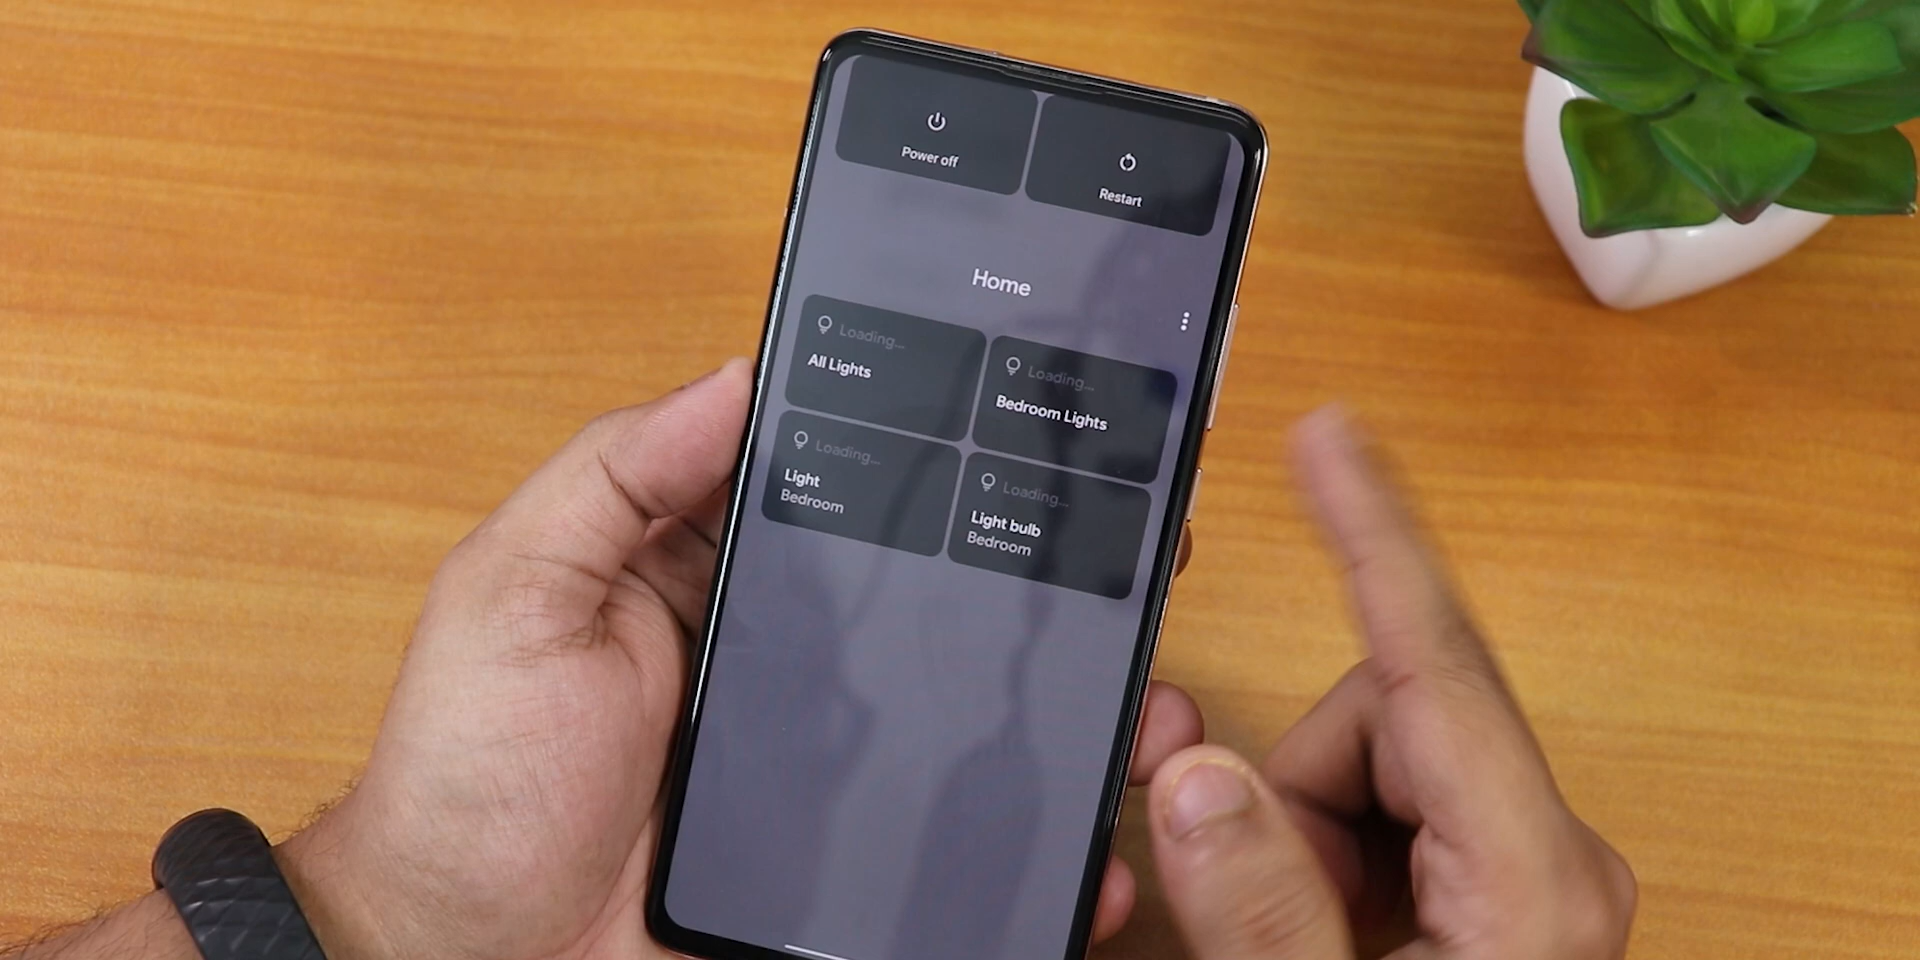 Power off
Restart
Home
Loading...
All Lights
Loading...
Bedroom Lights
Loading...
Light
Bedroom
Loading...
Light bulb
Bedroom